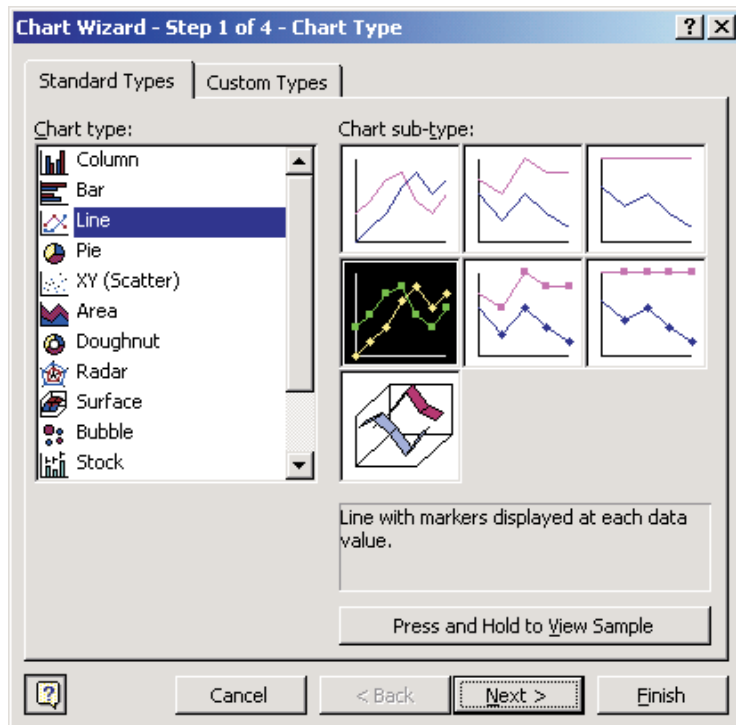 Chart Wizard - Step 1 of 4 - Chart Type
Standard Types
Custom Types
Chart type:
Column
Bar
Line
Pie
XY (Scatter)
Area
Doughnut
Radar
Surface
Bubble
Stock
Chart sub-type:
Line with markers displayed at each data
value.
Press and Hold to View Sample
Cancel
< Back
Next >
Finish